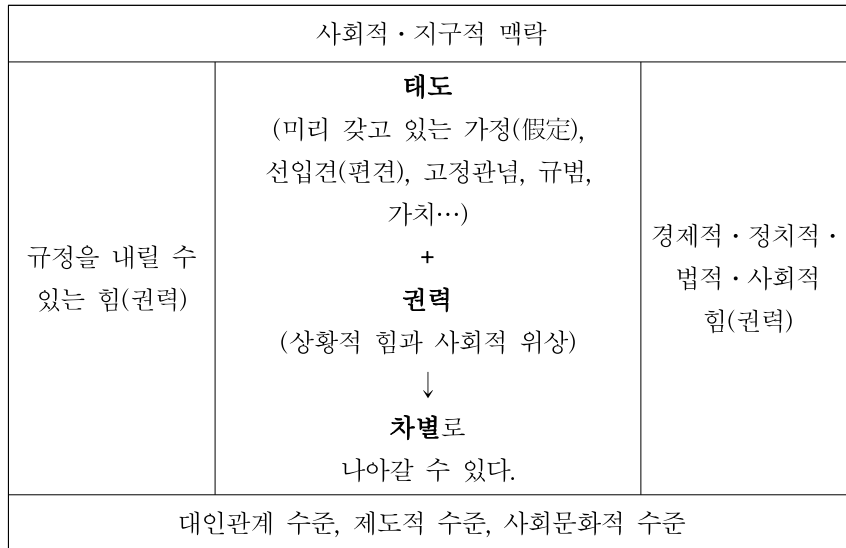 사회적・지구적 맥락
규정을 내릴 수
있는 힘(권력)
태도
(미리 갖고 있는 가정(假定),
선입견(편견), 고정관념, 규범,
가치…)
+
권력
(상황적 힘과 사회적 위상)
↓
차별로
나아갈 수 있다.
경제적・정치적・
법적・사회적
힘(권력)
대인관계 수준, 제도적 수준, 사회문화적 수준